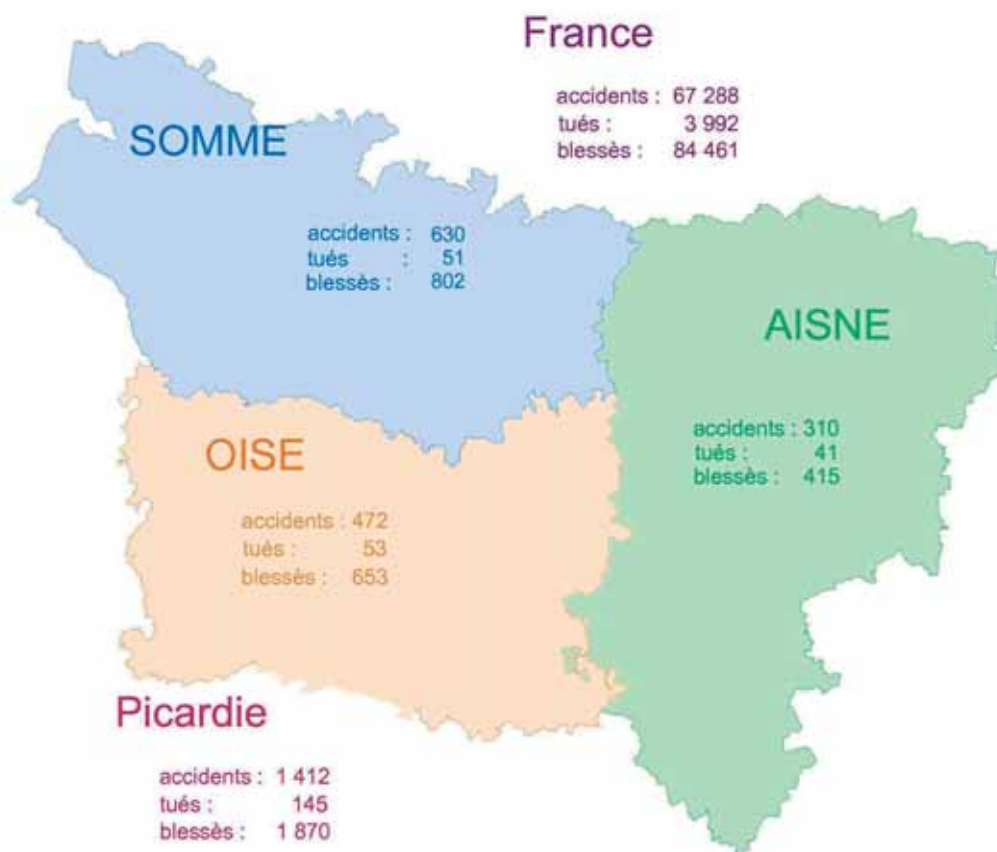 France
accidents : 67 288
tués : 3 992
blessès : 84 461
SOMME
accidents : 630
tués : 51
blessès : 802
AISNE
accidents : 310
tués : 41
blessès : 415
OISE
accidents : 472
tués : 53
blessès : 653
Picardie
accidents : 1 412
tués : 145
blessès : 1 870